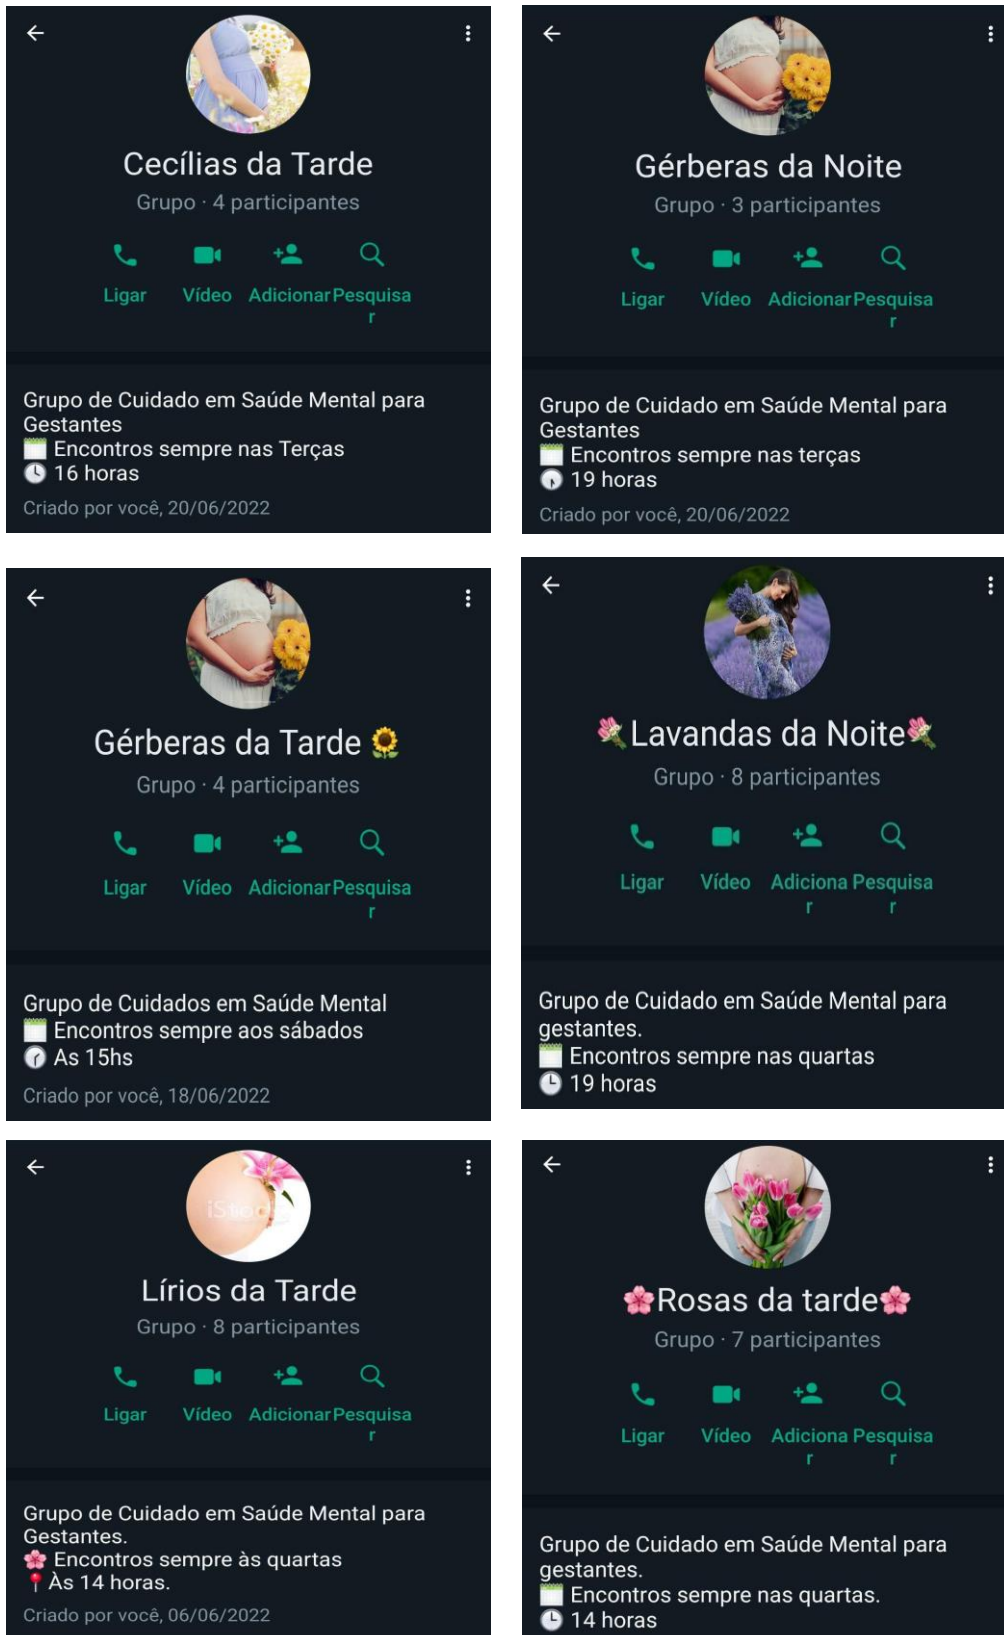 Cecílias da Tarde
Grupo · 4 participantes
Ligar Vídeo Adicionar Pesquisa
r
Grupo de Cuidado em Saúde Mental para
Gestantes
Encontros sempre nas Terças
16 horas
Criado por você, 20/06/2022
Gérberas da Noite
Grupo · 3 participantes
Ligar Vídeo Adicionar Pesquisa
r
Grupo de Cuidado em Saúde Mental para
Gestantes
Encontros sempre nas terças
19 horas
Criado por você, 20/06/2022
Gérberas da Tarde 🌻
Grupo · 4 participantes
Ligar Vídeo Adicionar Pesquisa
r
Grupo de Cuidados em Saúde Mental
Encontros sempre aos sábados
As 15hs
Criado por você, 18/06/2022
Lavandas da Noite
Grupo · 8 participantes
Ligar Vídeo Adiciona Pesquisa
r r
Grupo de Cuidado em Saúde Mental para
gestantes.
Encontros sempre nas quartas
19 horas
Lírios da Tarde
Grupo · 8 participantes
Ligar Vídeo Adicionar Pesquisa
r
Grupo de Cuidado em Saúde Mental para
Gestantes.
🌸 Encontros sempre às quartas
📍 Às 14 horas.
Criado por você, 06/06/2022
🌸Rosas da tarde🌸
Grupo · 7 participantes
Ligar Vídeo Adiciona Pesquisa
r r
Grupo de Cuidado em Saúde Mental para
gestantes.
Encontros sempre nas quartas.
14 horas